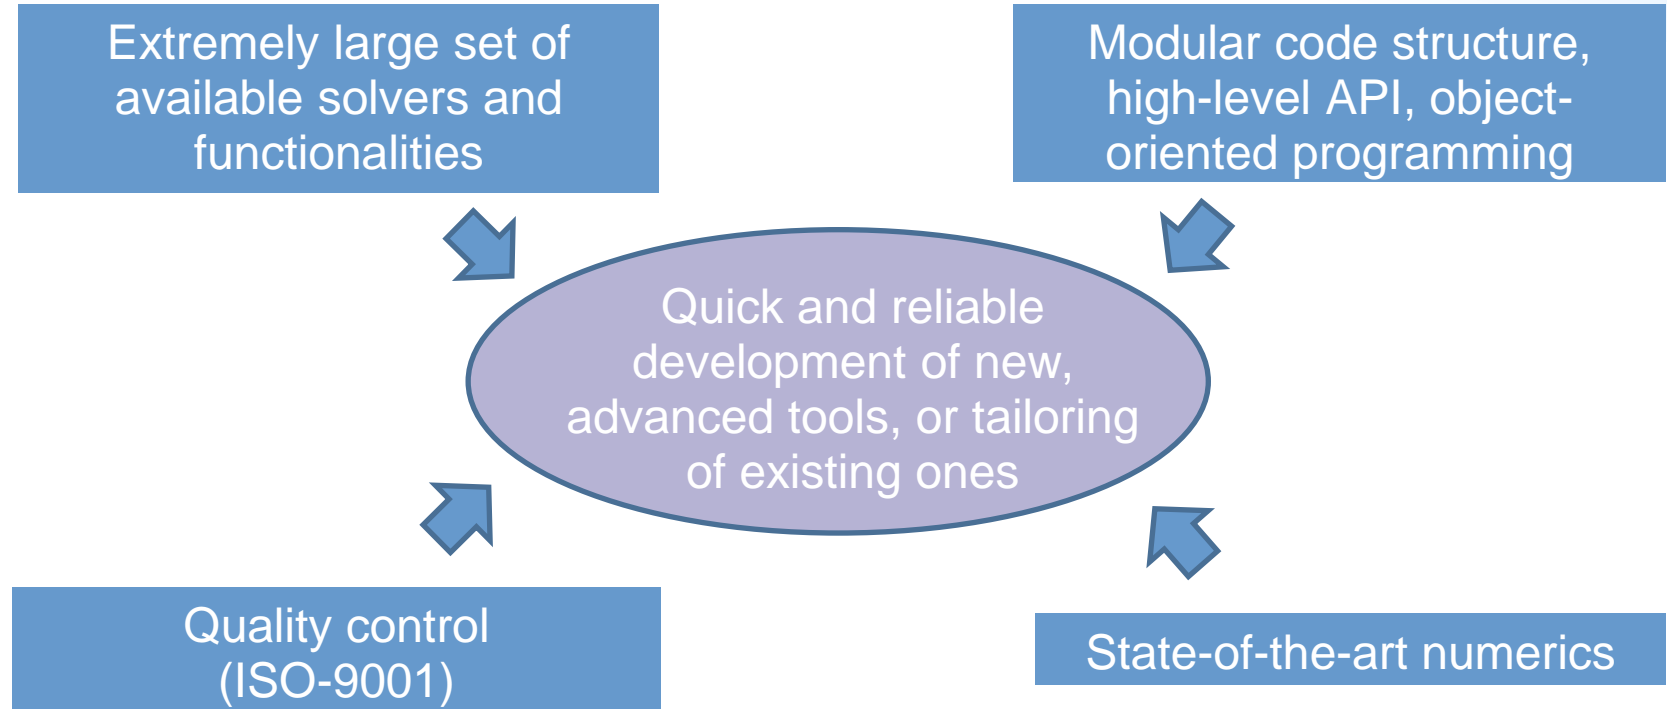 Extremely large set of
available solvers and
functionalities
Modular code structure,
high-level API, object-
oriented programming
Quick and reliable
development of new,
advanced tools, or tailoring
of existing ones
Quality control
(ISO-9001)
State-of-the-art numerics